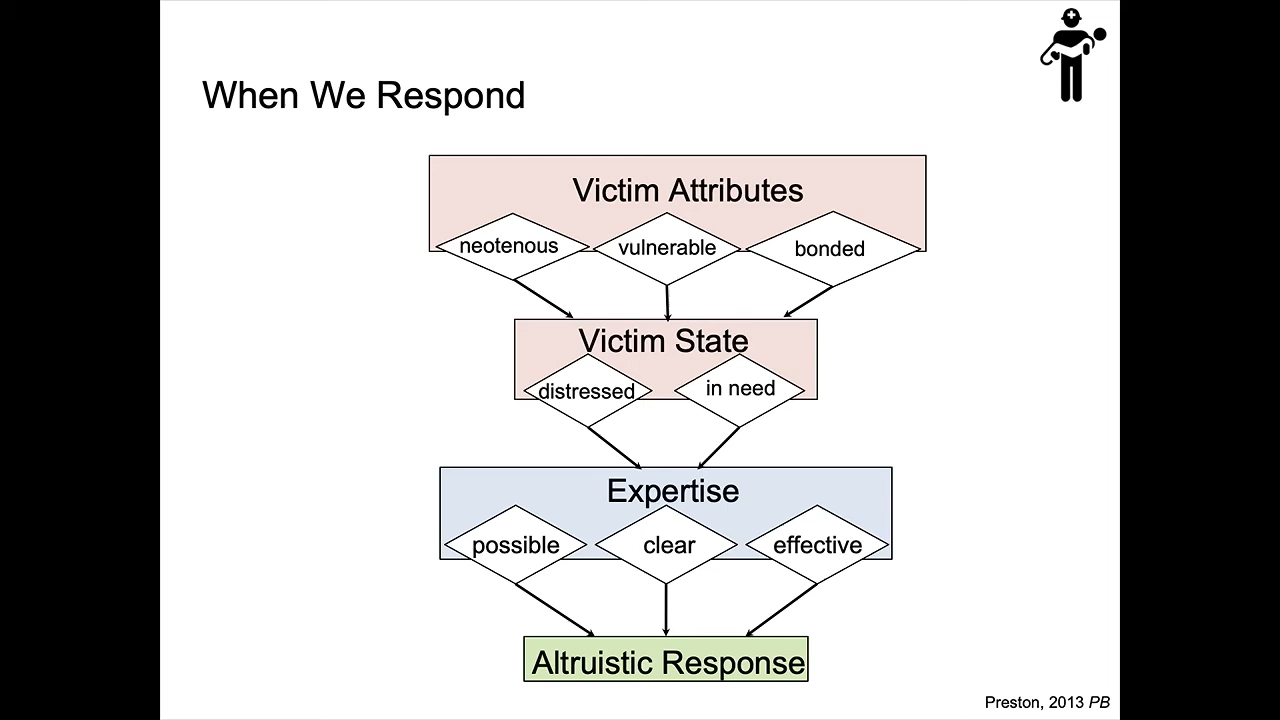 When We Respond
Victim Attributes
neotenous
vulnerable
bonded
Victim State
distressed
in need
Expertise
possible
clear
effective
Altruistic Response
Preston, 2013 PB